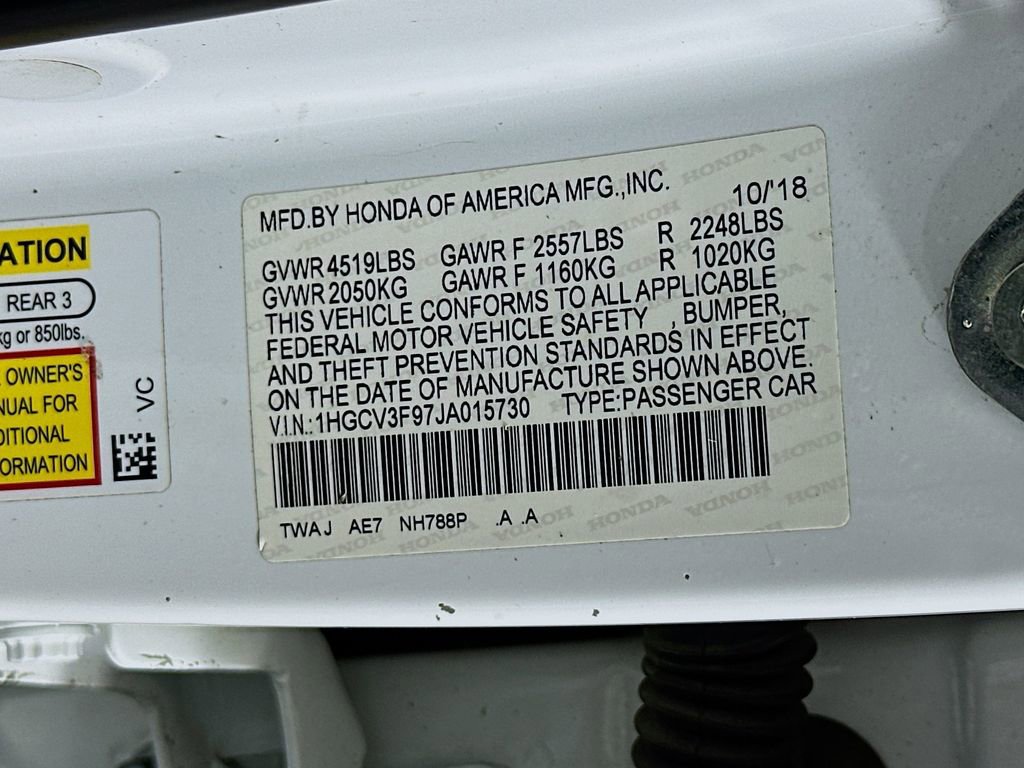 ATION
REAR 3
kg or 850lbs.
OWNER'S
NUAL FOR
DITIONAL
ORMATION
VC
MFD.BY HONDA OF AMERICA MFG.,INC. 10/'18
GVWR 4519LBS GAWR F 2557LBS R 2248LBS
GVWR 2050KG GAWR F 1160KG R 1020KG
THIS VEHICLE CONFORMS TO ALL APPLICABLE
FEDERAL MOTOR VEHICLE SAFETY , BUMPER,
AND THEFT PREVENTION STANDARDS IN EFFECT
ON THE DATE OF MANUFACTURE SHOWN ABOVE.
V.I.N.:1HGCV3F97JA015730 TYPE:PASSENGER CAR
TWAJ AE7 NH788P .A .A